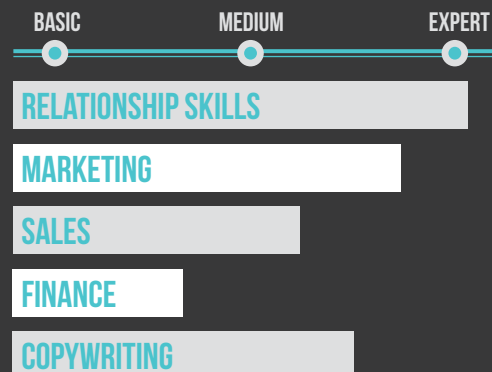 BASIC MEDIUM EXPERT
RELATIONSHIP SKILLS
MARKETING
SALES
FINANCE
COPYWRITING